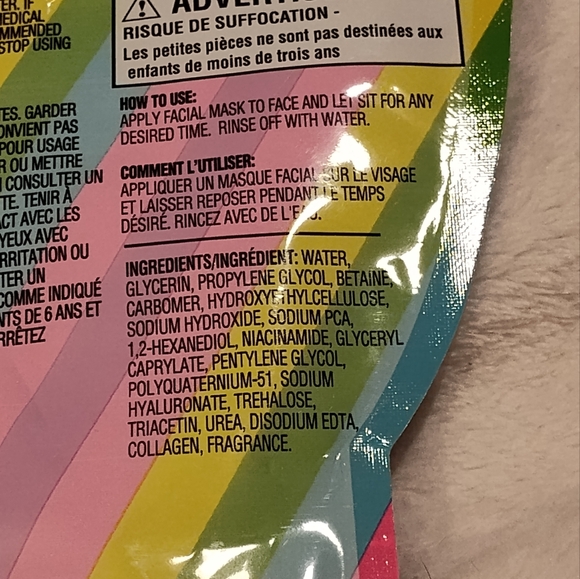 ER. IF
MEDICAL
MMENDED
STOP USING
TES. GARDER
ONVIENT PAS
POUR USAGE
R OU METTRE
CONSULTER UN
TTE. TENIR À
ACT AVEC LES
YEUX AVEC
RRITATION OU
TER UN
COMME INDIQUÉ
NTS DE 6 ANS ET
RRÊTEZ
RISQUE DE SUFFOCATION -
Les petites pièces ne sont pas destinées aux
enfants de moins de trois ans
HOW TO USE:
APPLY FACIAL MASK TO FACE AND LET SIT FOR ANY
DESIRED TIME. RINSE OFF WITH WATER.
COMMENT L'UTILISER:
APPLIQUER UN MASQUE FACIAL SUR LE VISAGE
ET LAISSER REPOSER PENDANT LE TEMPS
DÉSIRÉ. RINCEZ AVEC DE L'EAU.
INGREDIENTS/INGRÉDIENT: WATER,
GLYCERIN, PROPYLENE GLYCOL, BETAINE,
CARBOMER, HYDROXYETHYLCELLULOSE,
SODIUM HYDROXIDE, SODIUM PCA,
1,2-HEXANEDIOL, NIACINAMIDE, GLYCERYL
CAPRYLATE, PENTYLENE GLYCOL,
POLYQUATERNIUM-51, SODIUM
HYALURONATE, TREHALOSE,
TRIACETIN, UREA, DISODIUM EDTA,
COLLAGEN, FRAGRANCE.